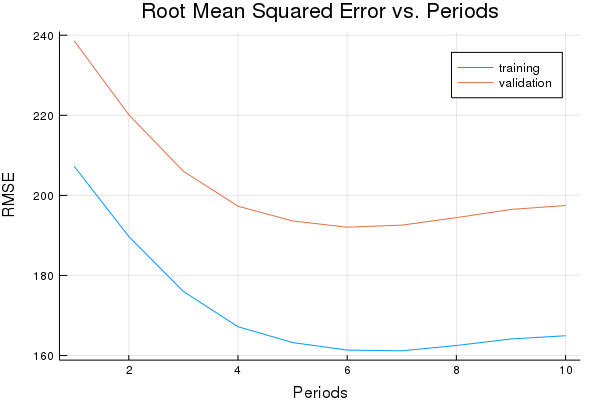 Root Mean Squared Error vs. Periods
240
220
200
180
160
RMSE
training
validation
2
4
6
8
10
Periods